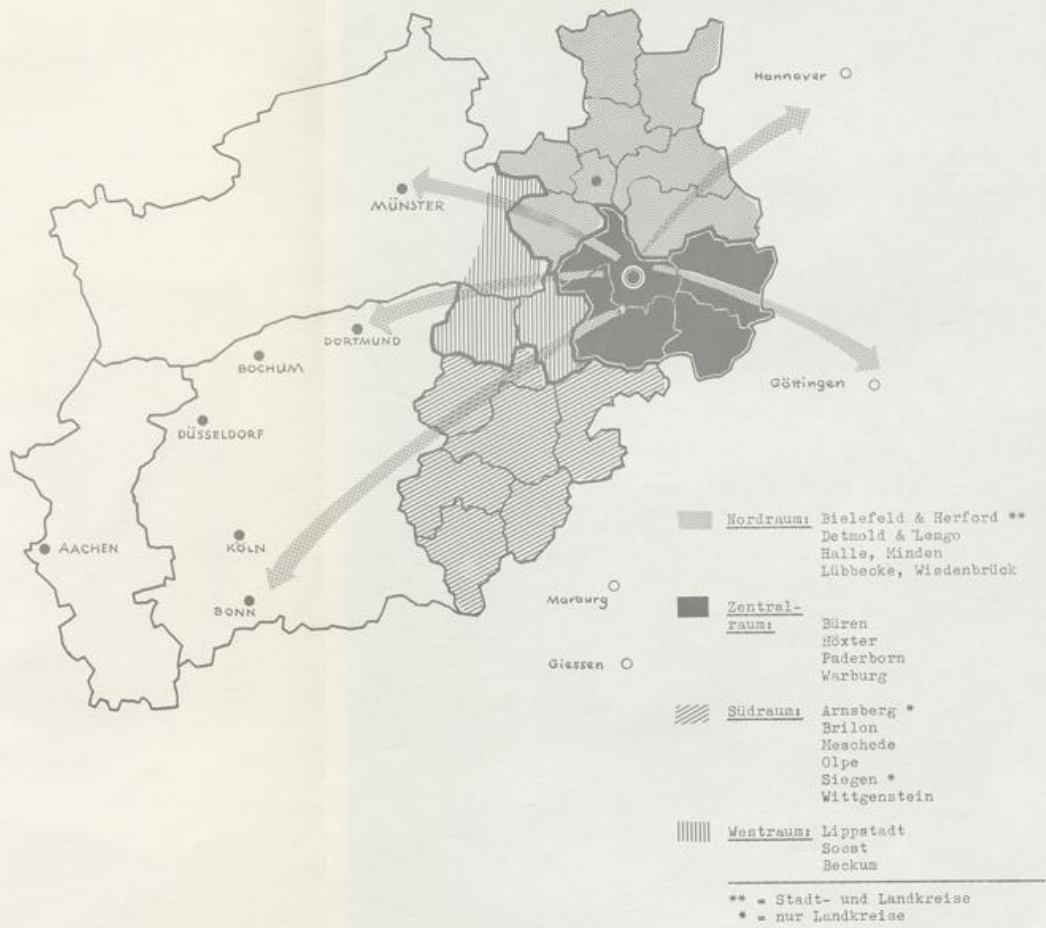 Hannover
MÜNSTER
DORTMUND
BOCHUM
Göttingen
DÜSSELDORF
AACHEN
KÖLN
BONN
Marburg
Giessen
Nordraum: Bielefeld & Herford **
Detmold & Lemgo
Halle, Minden
Lübbecke, Wiedenbrück
Zentral-
raum: Büren
Höxter
Paderborn
Warburg
Südraum: Arnsberg *
Brilon
Meschede
Olpe
Siegen *
Wittgenstein
Westraum: Lippstadt
Soest
Beckum
** = Stadt- und Landkreise
* = nur Landkreise